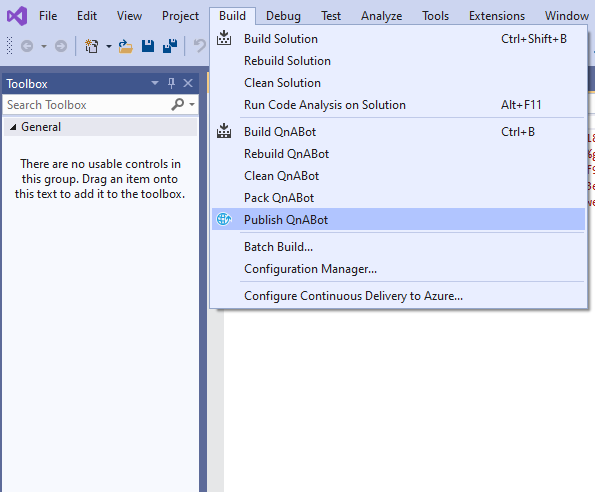 File Edit View Project Build Debug Test Analyze Tools Extensions Window
Toolbox
Search Toolbox
General
There are no usable controls in
this group. Drag an item onto
this text to add it to the toolbox.
Build Solution Ctrl+Shift+B
Rebuild Solution
Clean Solution
Run Code Analysis on Solution Alt+F11
Build QnABot Ctrl+B
Rebuild QnABot
Clean QnABot
Pack QnABot
Publish QnABot
Batch Build...
Configuration Manager...
Configure Continuous Delivery to Azure...